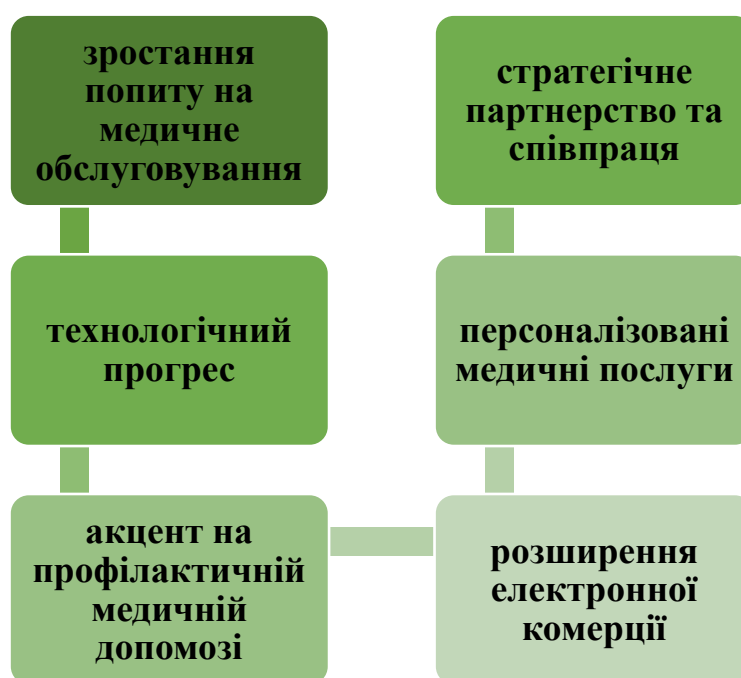 зростання
попиту на
медичне
обслуговування
технологічний
прогрес
акцент на
профілактичній
медичній
допомозі
розширення
електронної
комерції
персоналізовані
медичні послуги
стратегічне
партнерство та
співпраця